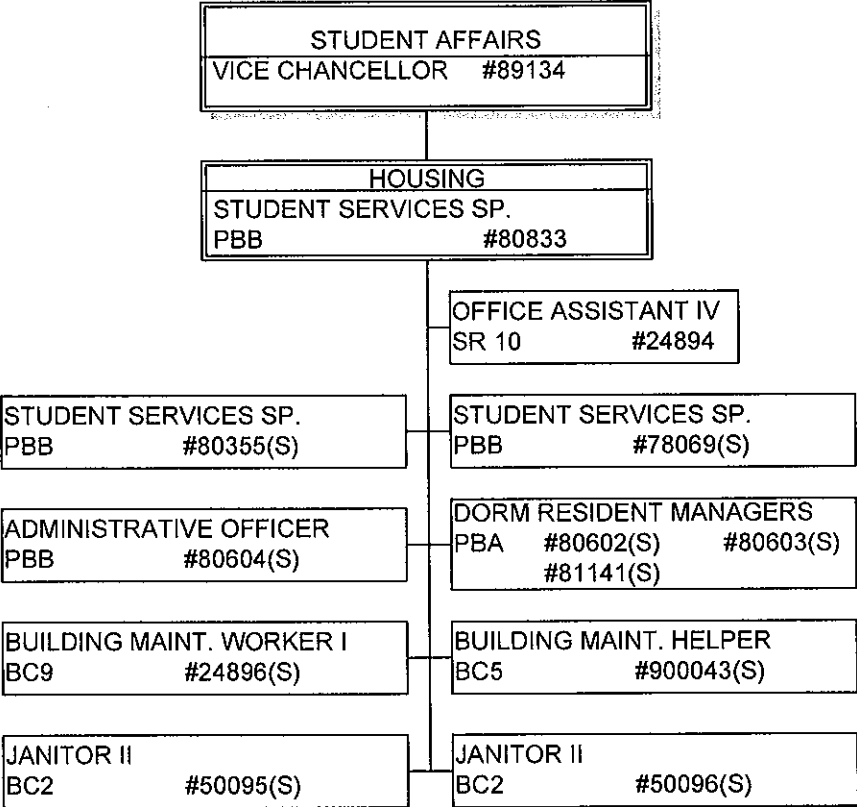 STUDENT AFFAIRS
VICE CHANCELLOR #89134
HOUSING
STUDENT SERVICES SP.
PBB #80833
OFFICE ASSISTANT IV
SR 10 #24894
STUDENT SERVICES SP.
PBB #80355(S)
STUDENT SERVICES SP.
PBB #78069(S)
ADMINISTRATIVE OFFICER
PBB #80604(S)
DORM RESIDENT MANAGERS
PBA #80602(S) #80603(S)
#81141(S)
BUILDING MAINT. WORKER I
BC9 #24896(S)
BUILDING MAINT. HELPER
BC5 #900043(S)
JANITOR II
BC2 #50095(S)
JANITOR II
BC2 #50096(S)